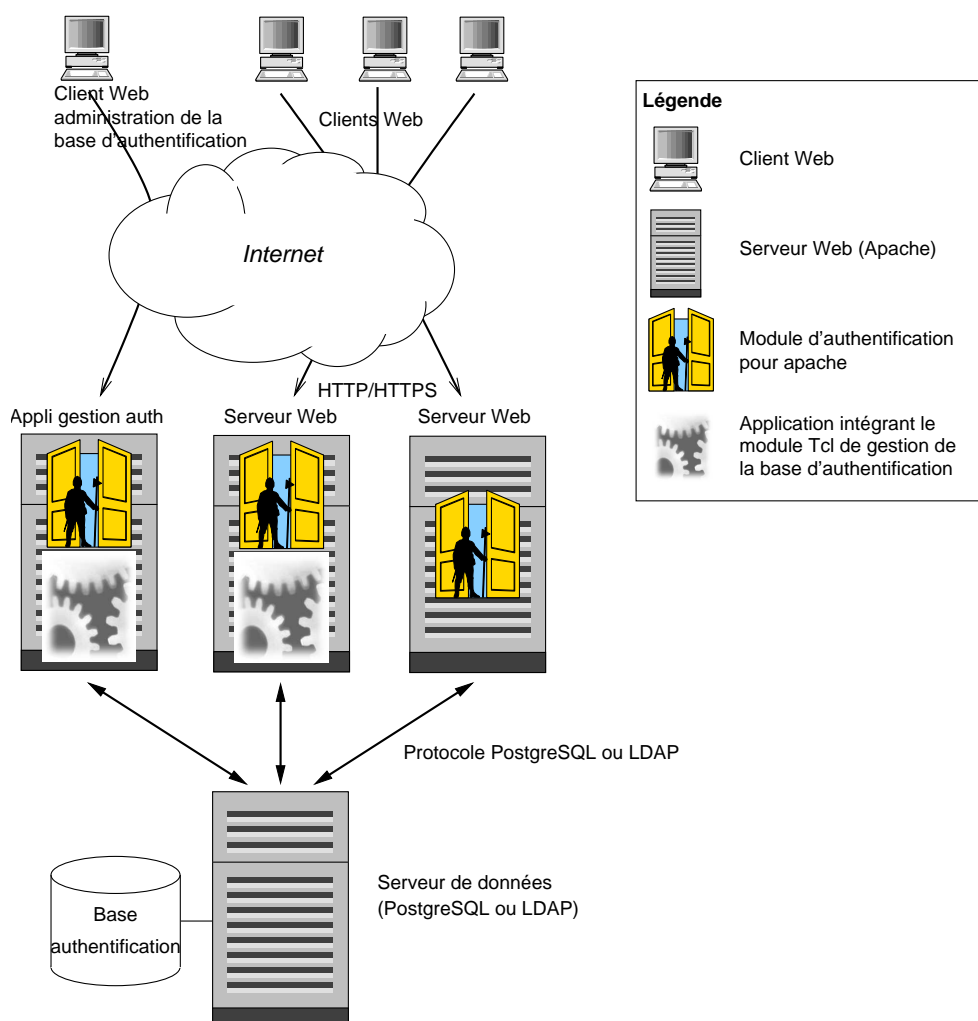 Client Web
administration de la
base d'authentification
Clients Web
Internet
HTTP/HTTPS
Appli gestion auth
Serveur Web
Serveur Web
Protocole PostgreSQL ou LDAP
Serveur de données
(PostgreSQL ou LDAP)
Base
authentification
Légende
Client Web
Serveur Web (Apache)
Module d'authentification
pour apache
Application intégrant le
module Tcl de gestion de
la base d'authentification